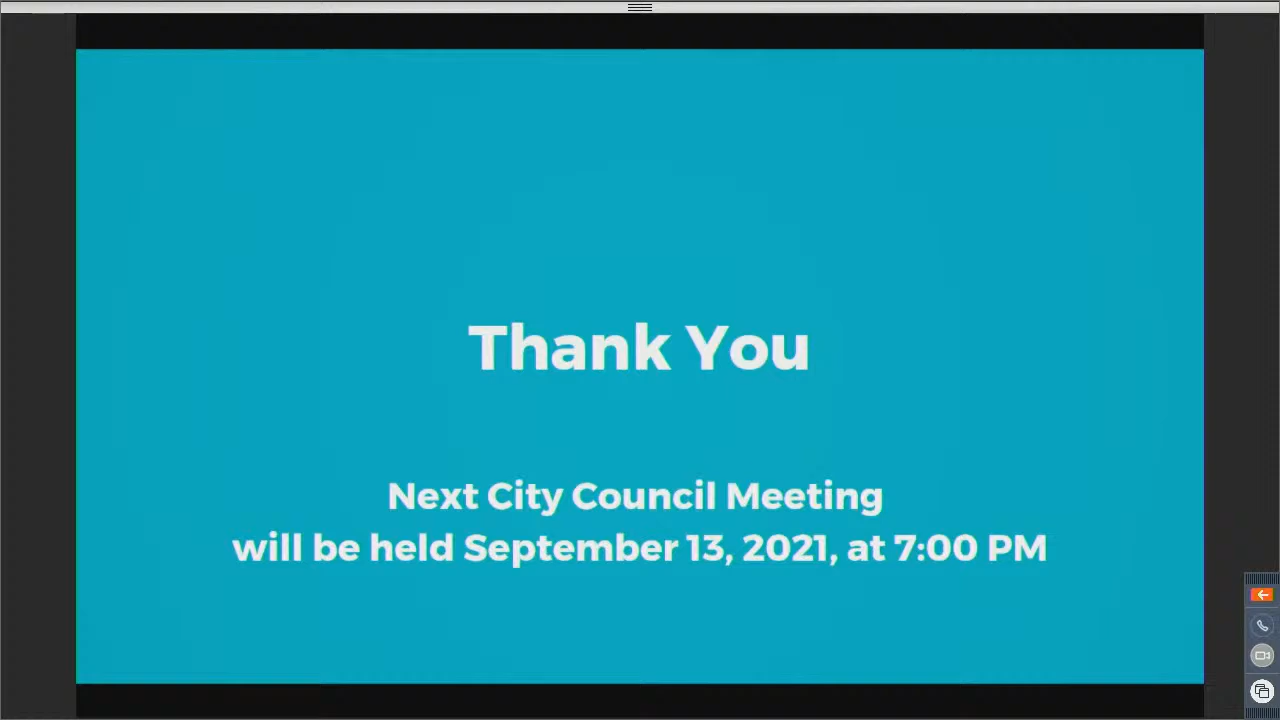 Thank You
Next City Council Meeting
will be held September 13, 2021, at 7:00 PM